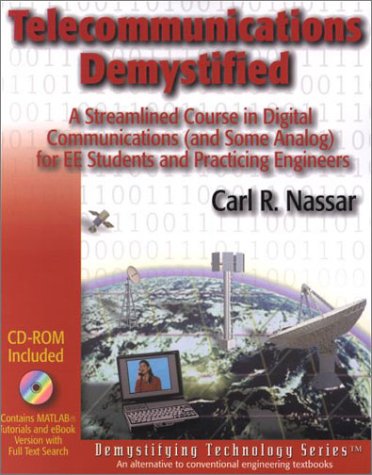 Telecommunications
Demystified
A Streamlined Course in Digital
Communications (and Some Analog)
for EE Students and Practicing Engineers
Carl R. Nassar
CD-ROM
Included
Contains MATLAB®
Tutorials and eBook
Version with
Full Text Search
Demystifying Technology Series™
An alternative to conventional engineering textbooks